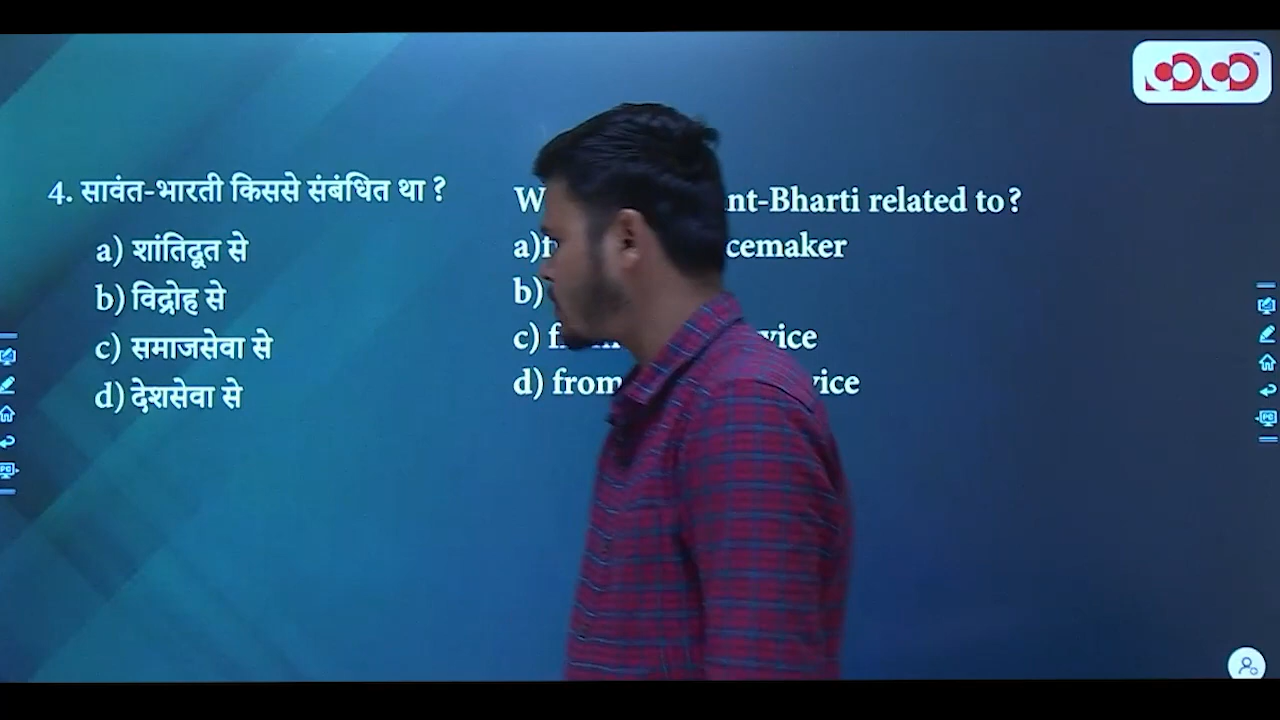 4. सावंत-भारती किससे संबंधित था ?
a) शांतिदूत से
b) विद्रोह से
c) समाजसेवा से
d) देशसेवा से
nt-Bharti related to?
a)
cemaker
b)
c)
vice
d) from
vice